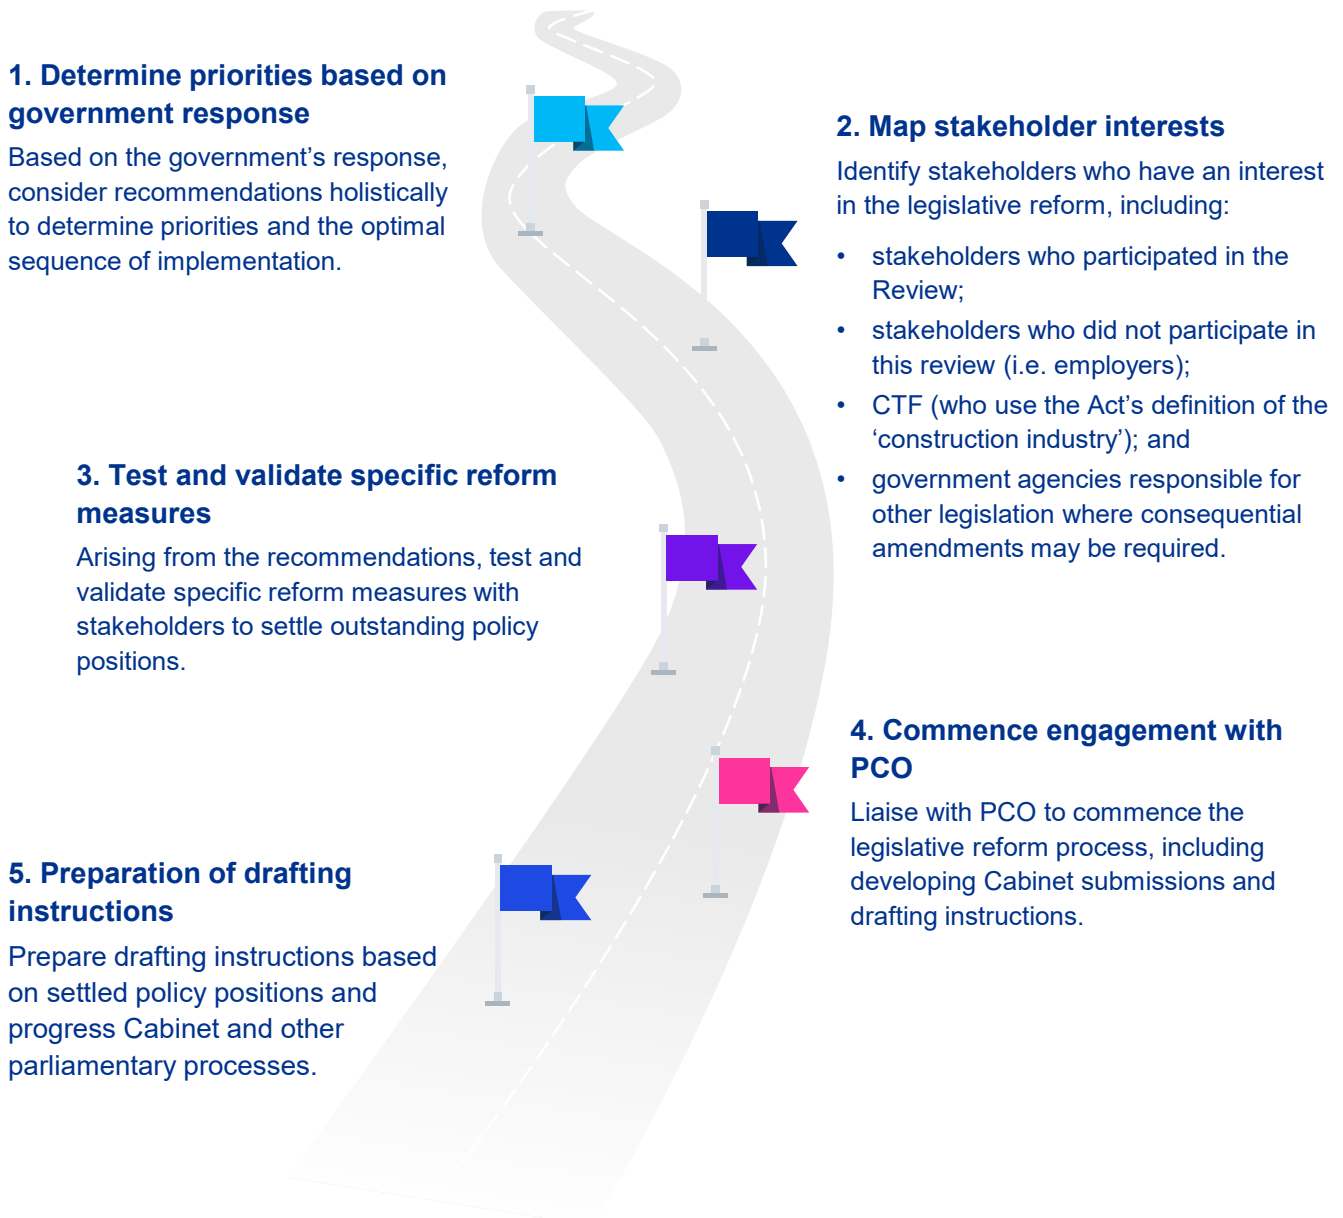 1. Determine priorities based on
government response
Based on the government’s response,
consider recommendations holistically
to determine priorities and the optimal
sequence of implementation.
2. Map stakeholder interests
Identify stakeholders who have an interest
in the legislative reform, including:
• stakeholders who participated in the
Review;
• stakeholders who did not participate in
this review (i.e. employers);
• CTF (who use the Act’s definition of the
‘construction industry’); and
• government agencies responsible for
other legislation where consequential
amendments may be required.
3. Test and validate specific reform
measures
Arising from the recommendations, test and
validate specific reform measures with
stakeholders to settle outstanding policy
positions.
4. Commence engagement with
PCO
Liaise with PCO to commence the
legislative reform process, including
developing Cabinet submissions and
drafting instructions.
5. Preparation of drafting
instructions
Prepare drafting instructions based
on settled policy positions and
progress Cabinet and other
parliamentary processes.